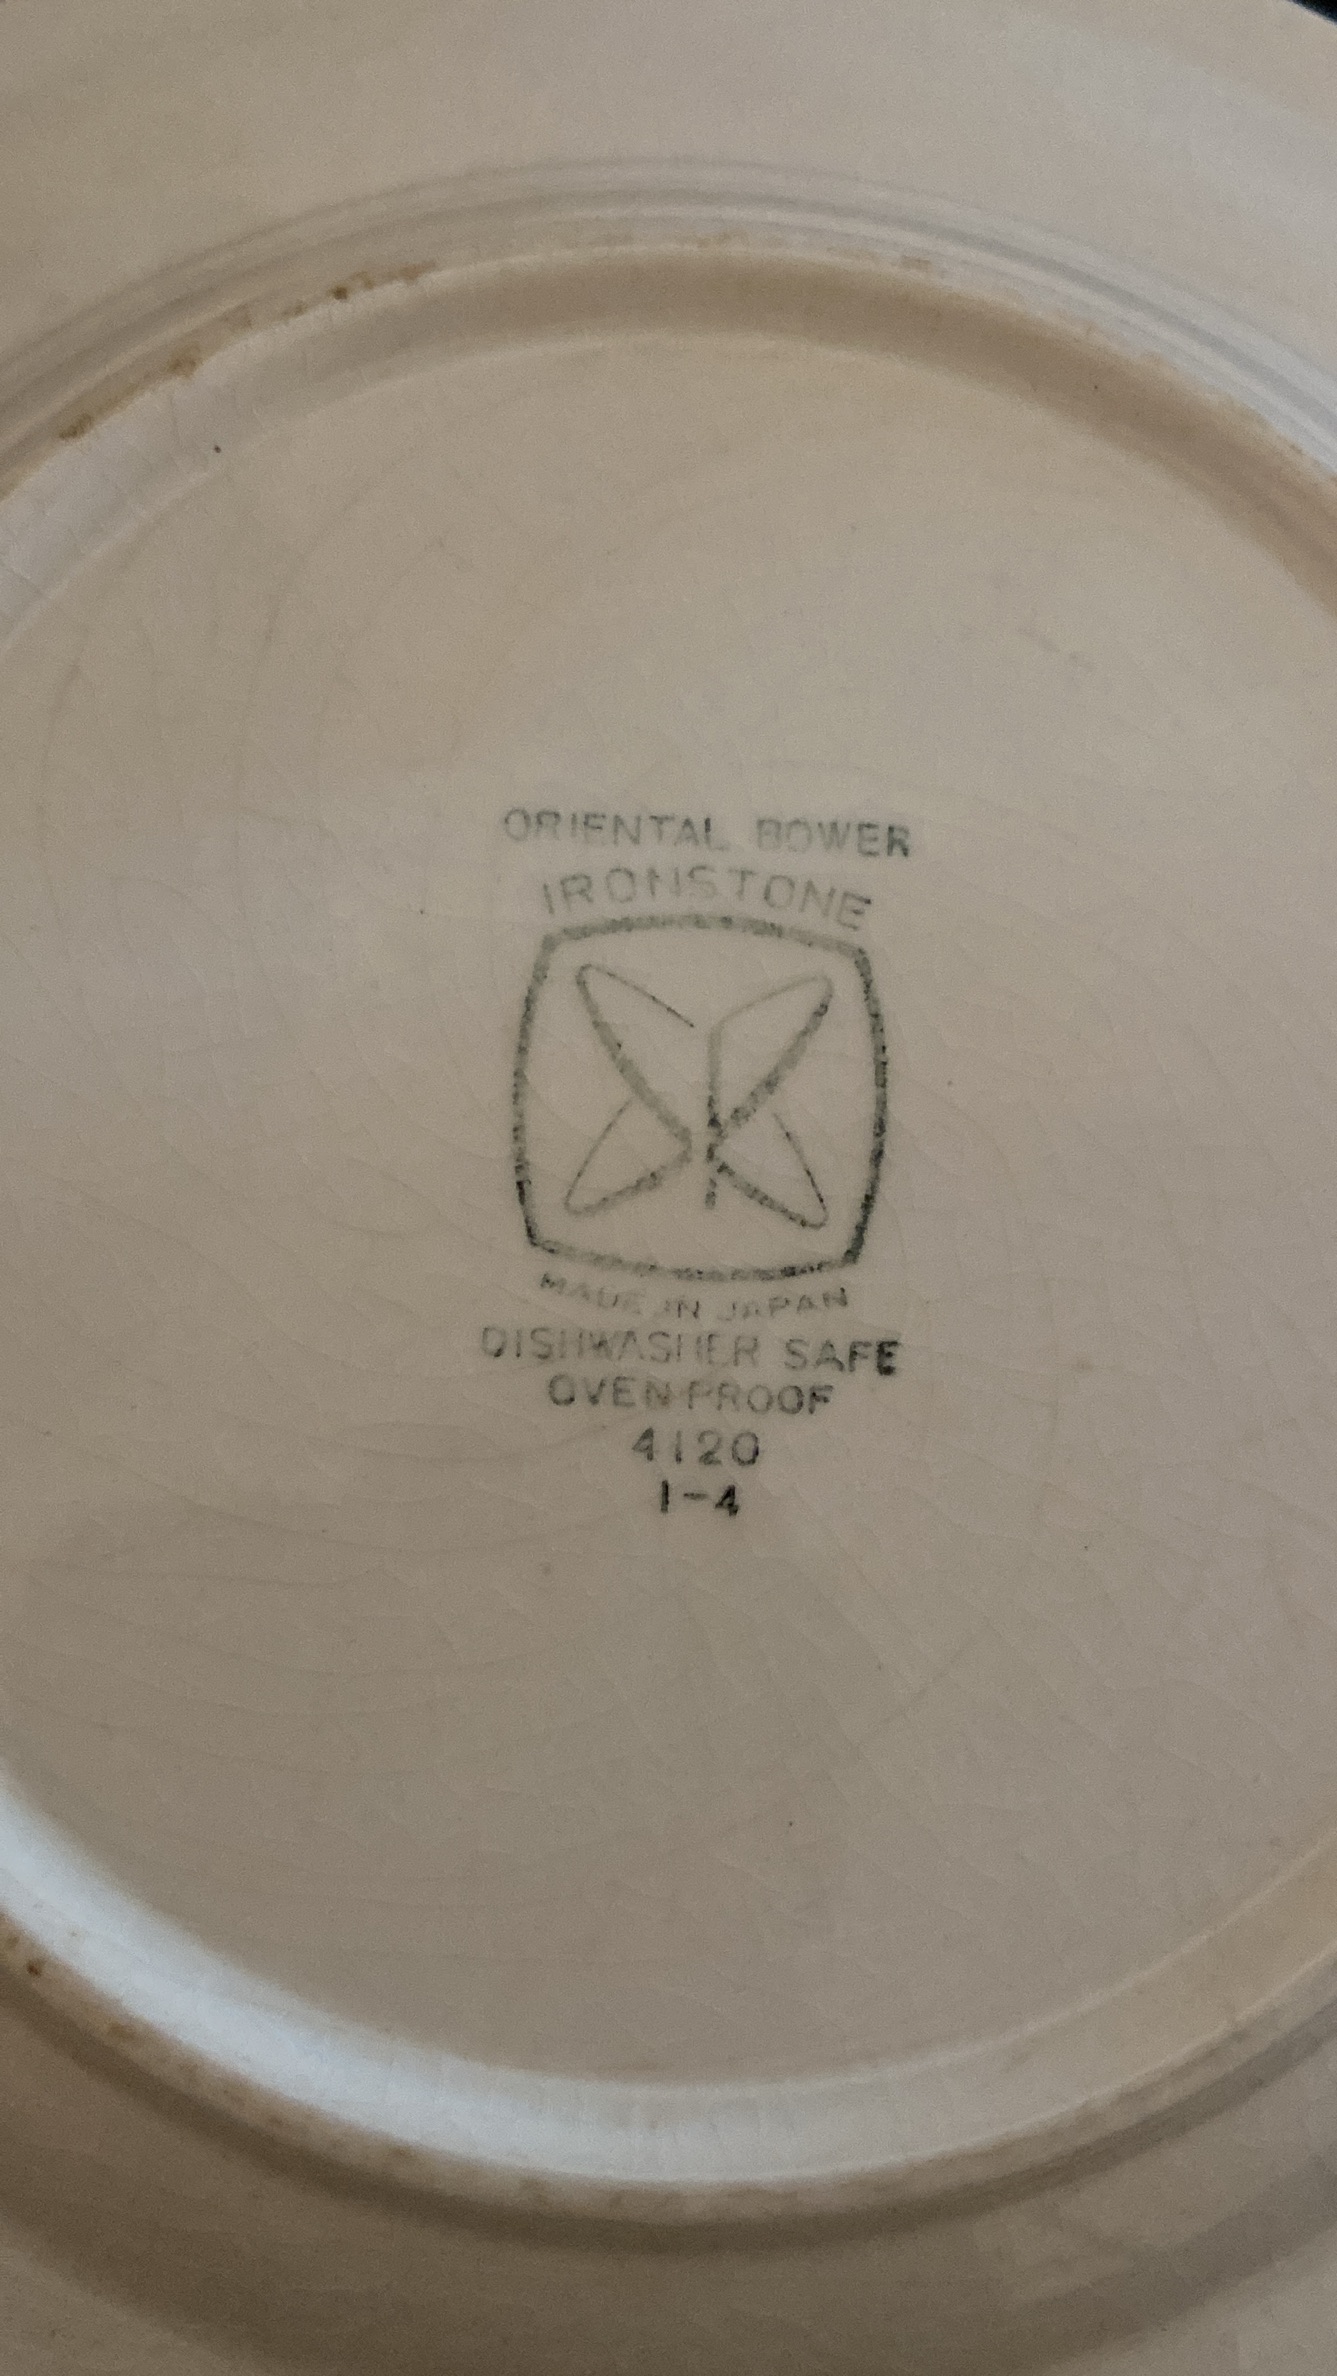 ORIENTAL BOWER
IRONSTONE
MADE IN JAPAN
DISHWASHER SAFE
OVEN-PROOF
4120
1-4